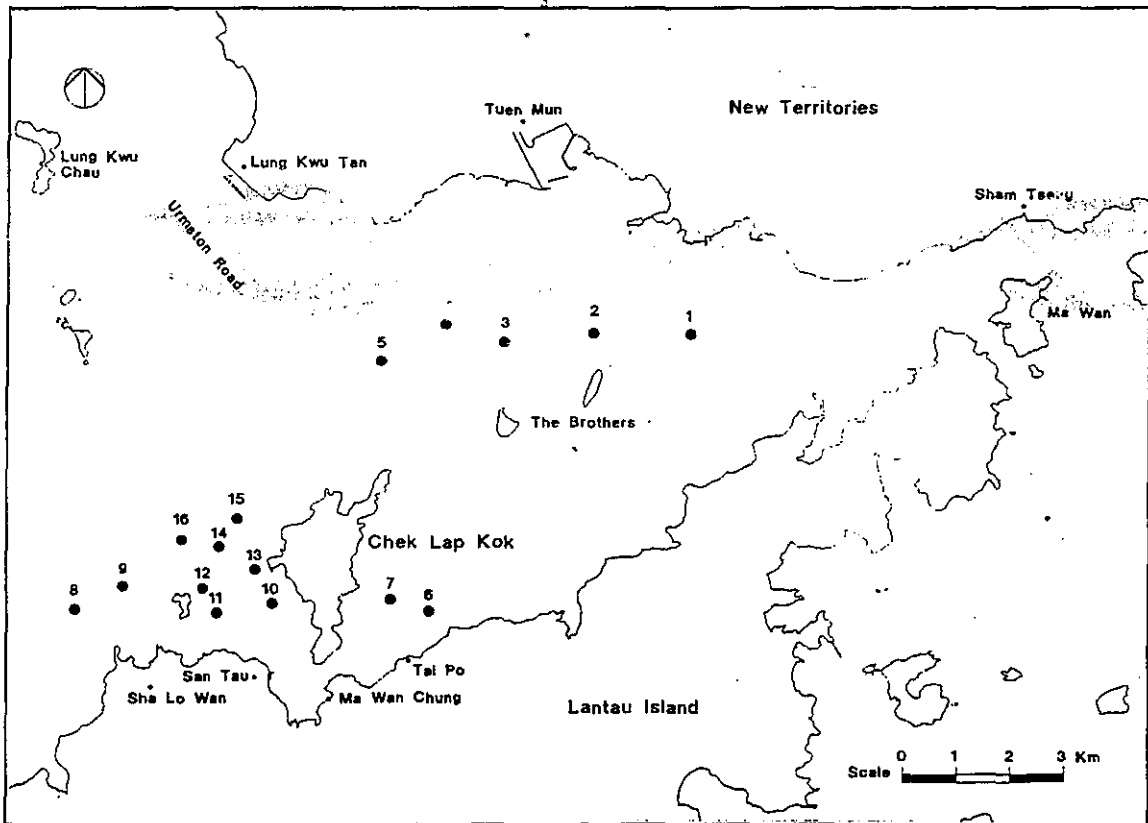 Tuen Mun
New Territories
Lung Kwu
Chau
Lung Kwu Tan
Urmston Road
Ma Wan
1
2
3
5
The Brothers
15
16
14
13
Chek Lap Kok
9
12
8
11
10
7
6
Tai Po
San Tau
Sha Lo Wan
Ma Wan Chung
Lantau Island
0 1 2 3 Km
Scale